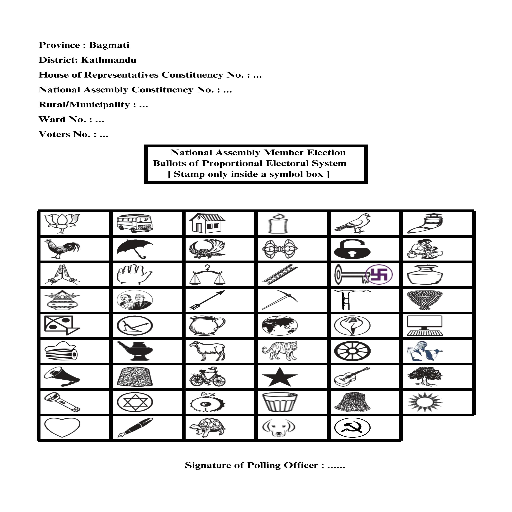 Province : Bagmati
District: Kathmandu
House of Representatives Constituency No. : ...
National Assembly Constituency No. : ...
Rural/Municipality : ...
Ward No. : ...
Voters No. : ...
National Assembly Member Election
Ballots of Proportional Electoral System
[ Stamp only inside a symbol box ]
Signature of Polling Officer : ......